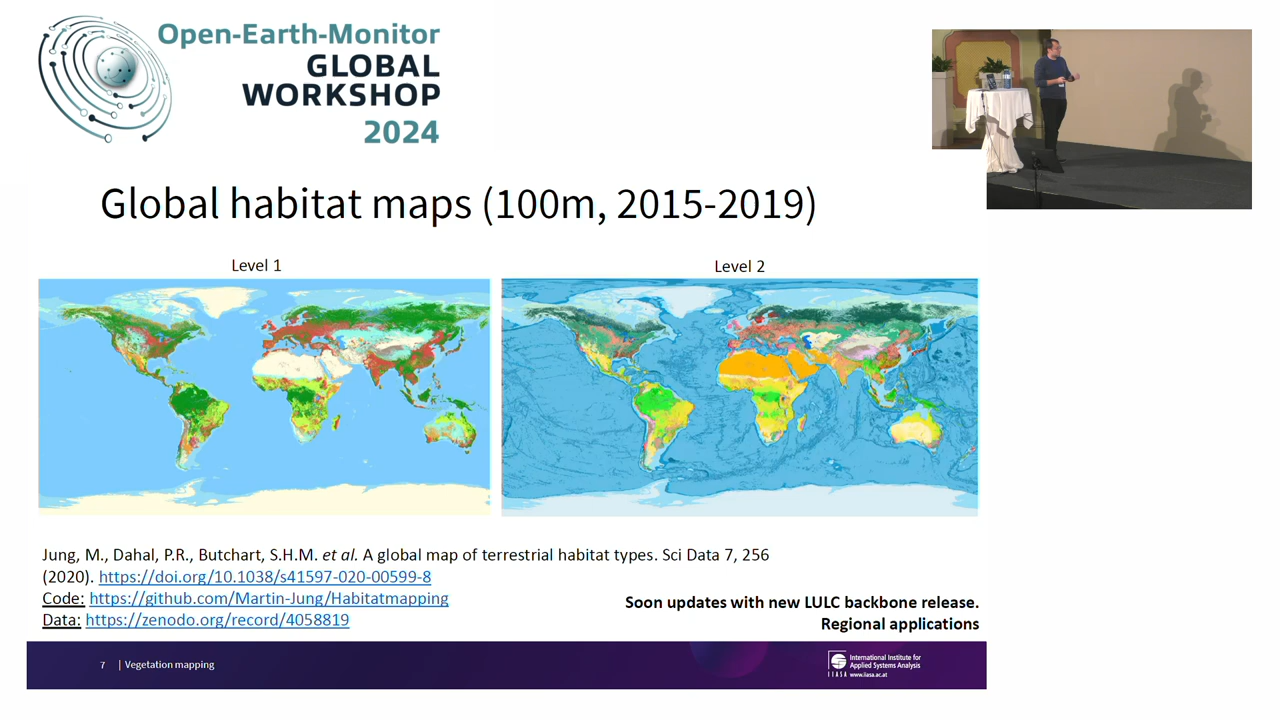 Open-Earth-Monitor
GLOBAL
WORKSHOP
2024
Global habitat maps (100m, 2015-2019)
Level 1
Level 2
Jung, M., Dahal, P.R., Butchart, S.H.M. et al. A global map of terrestrial habitat types. Sci Data 7, 256
(2020). https://doi.org/10.1038/s41597-020-00599-8
Code: https://github.com/Martin-Jung/Habitatmapping
Data: https://zenodo.org/record/4058819
Soon updates with new LULC backbone release.
Regional applications
7 | Vegetation mapping
IIASA
International Institute for
Applied Systems Analysis
www.iiasa.ac.at